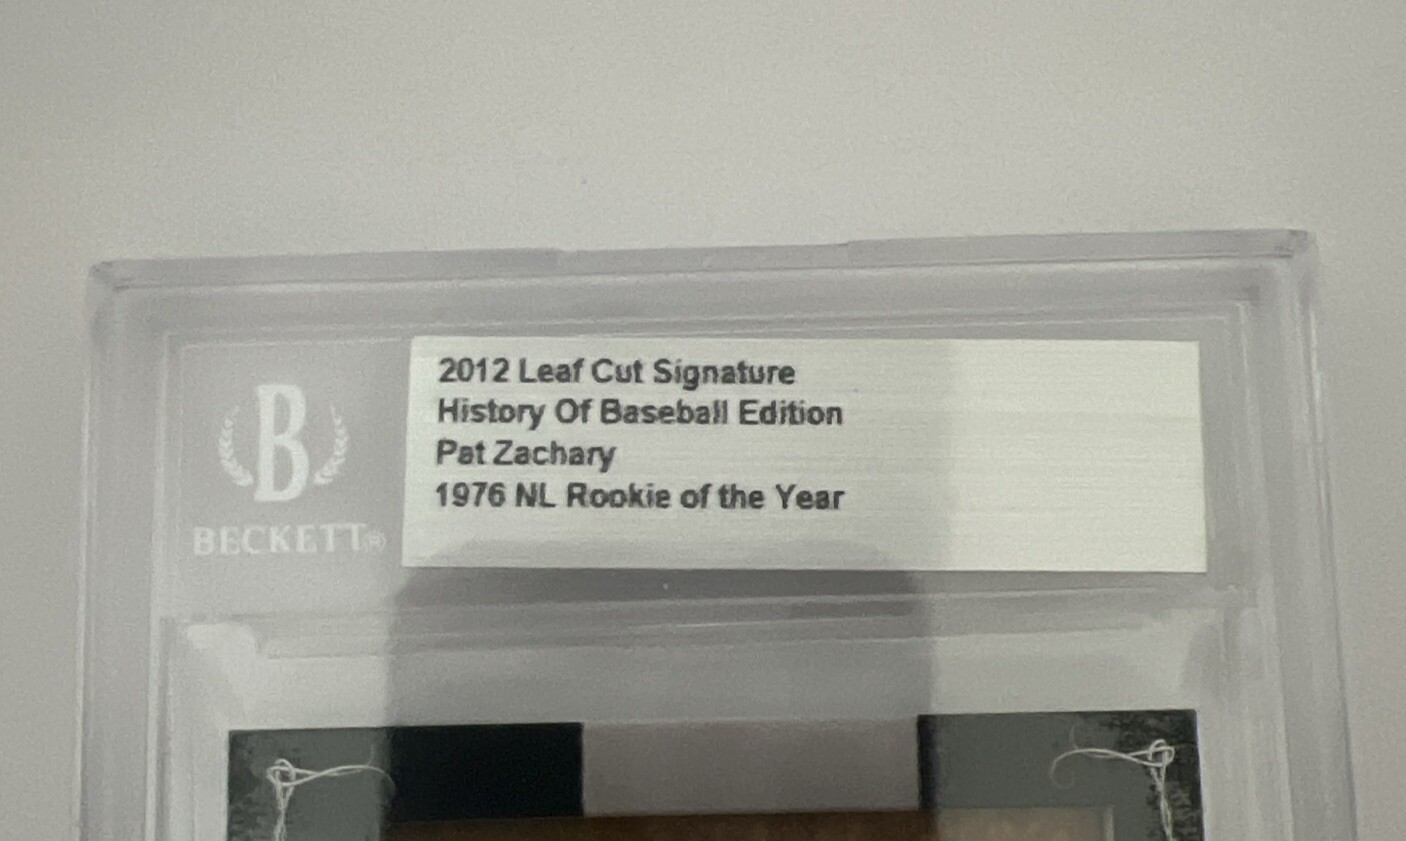 2012 Leaf Cut Signature
History Of Baseball Edition
Pat Zachary
1976 NL Rookie of the Year
B
BECKETT®